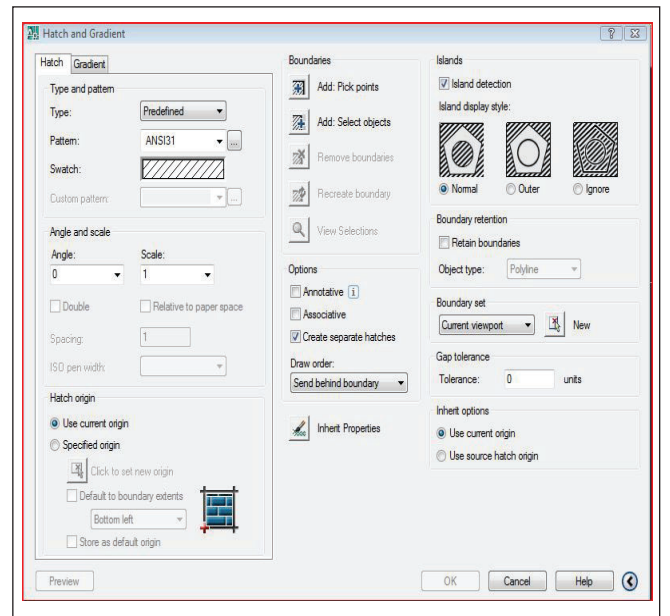 Hatch and Gradient
Hatch
Gradient
Type and pattern
Type:
Predefined
Pattern:
ANSI31
...
Swatch:
Custom pattern:
...
Angle and scale
Angle:
Scale:
0
1
Double
Relative to paper space
Spacing:
1
ISO pen width:
Hatch origin
Use current origin
Specified origin
Click to set new origin
Default to boundary extents
Bottom left
Store as default origin
Preview
Boundaries
Add: Pick points
Add: Select objects
Remove boundaries
Recreate boundary
View Selections
Options
Annotative
Associative
Create separate hatches
Draw order:
Send behind boundary
Inherit Properties
Islands
Island detection
Island display style:
Normal
Outer
Ignore
Boundary retention
Retain boundaries
Object type:
Polyline
Boundary set
Current viewport
New
Gap tolerance
Tolerance:
0
units
Inherit options
Use current origin
Use source hatch origin
OK
Cancel
Help